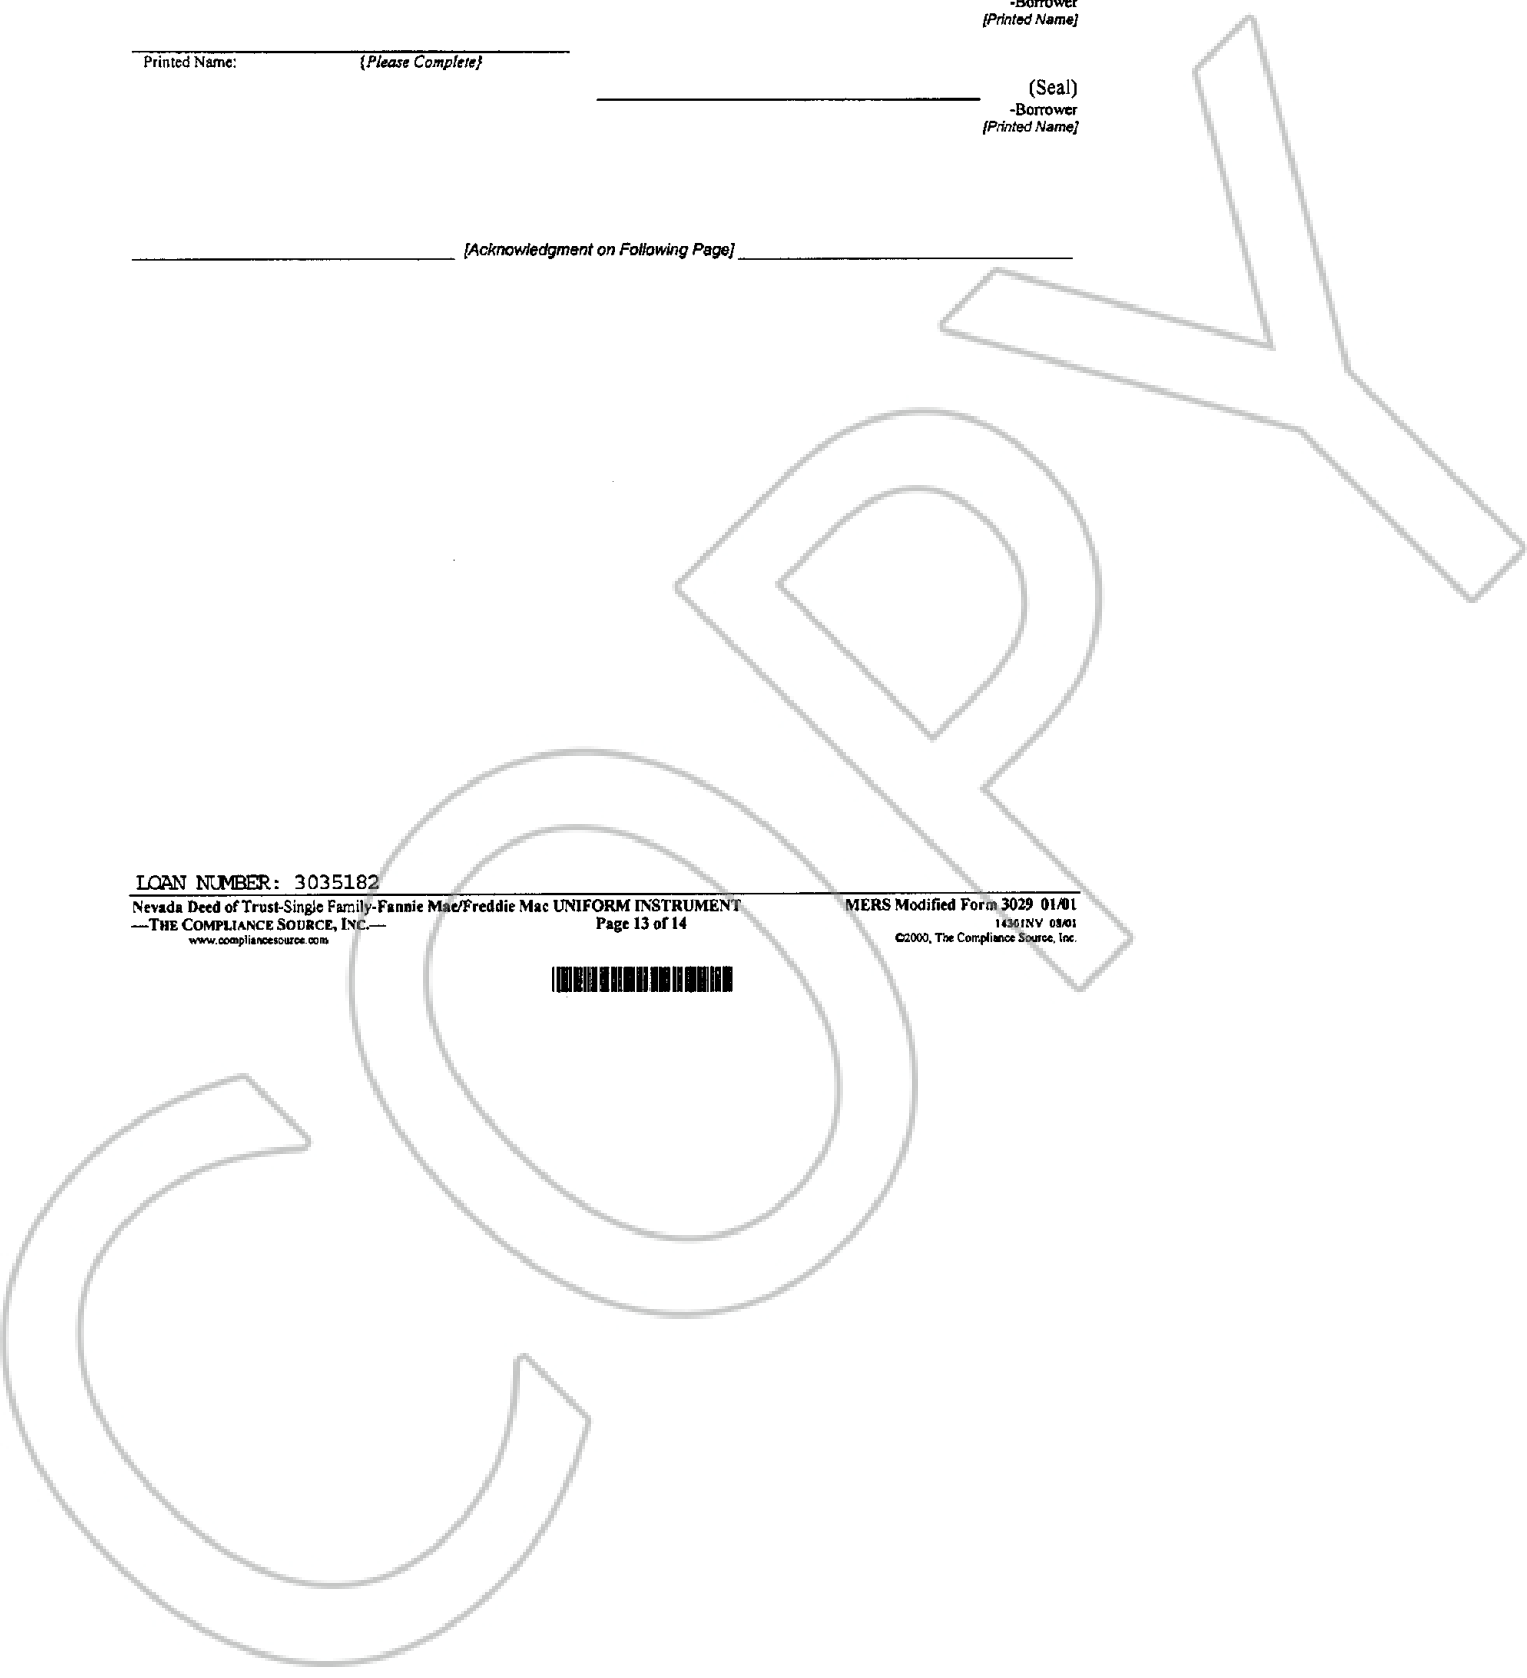 -Borrower
[Printed Name]
Printed Name: {Please Complete}
(Seal)
-Borrower
[Printed Name]
[Acknowledgment on Following Page]
LOAN NUMBER: 3035182
Nevada Deed of Trust-Single Family-Fannie Mae/Freddie Mac UNIFORM INSTRUMENT MERS Modified Form 3029 01/01
—THE COMPLIANCE SOURCE, INC.— Page 13 of 14 14301NV 08/01
www.compliancesource.com ©2000, The Compliance Source, Inc.
COPY